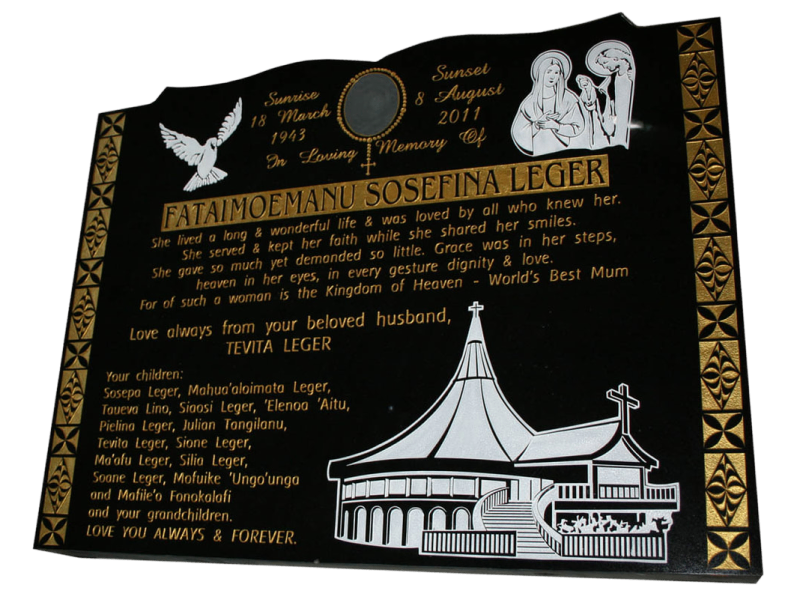 Sunrise
18 March
1943
Sunset
8 August
2011
In Loving Memory Of
FATAIMOEMANU SOSEFINA LEGER
She lived a long & wonderful life & was loved by all who knew her.
She served & kept her faith while she shared her smiles.
She gave so much yet demanded so little. Grace was in her steps,
heaven in her eyes, in every gesture dignity & love.
For of such a woman is the Kingdom of Heaven - World's Best Mum
Love always from your beloved husband,
TEVITA LEGER
Your children:
Sosepa Leger, Mahua'aloimata Leger,
Taueva Lino, Siaosi Leger, 'Elenoa 'Aitu,
Pielina Leger, Julian Tangilanu,
Tevita Leger, Sione Leger,
Ma'afu Leger, Silia Leger,
Soane Leger, Mafuike 'Ungo'unga
and Mafile'o Fonokalafi
and your grandchildren.
LOVE YOU ALWAYS & FOREVER.